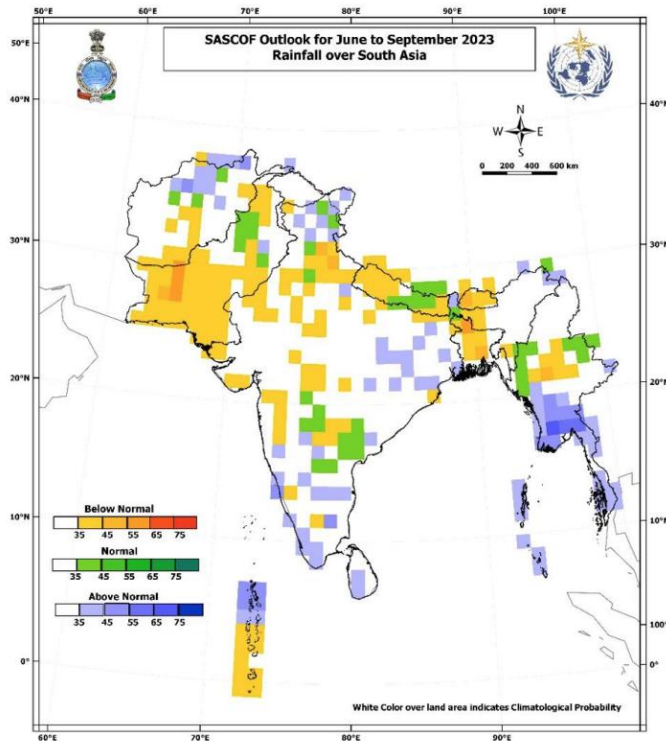 50°E 60°E 70°E 80°E 90°E 100°E
SASCOF Outlook for June to September 2023
Rainfall over South Asia
50°N
40°N
30°N
20°N
10°N
0°
40°
30°N
20°N
10°N
100°
0°
N
W E
S
0 200 400 600 km
Below Normal
35 45 55 65 75
Normal
35 45 55 65 75
Above Normal
35 45 55 65 75
White Color over land area indicates Climatological Probability
60°E 70°E 80°E 90°E